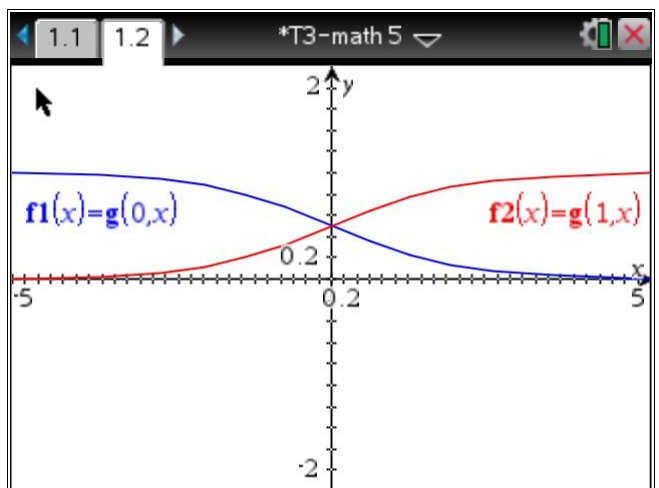 1.1 1.2 *T3-math 5
2 y
f1(x)=g(0,x) f2(x)=g(1,x)
0.2 x
-5 0.2 5
-2